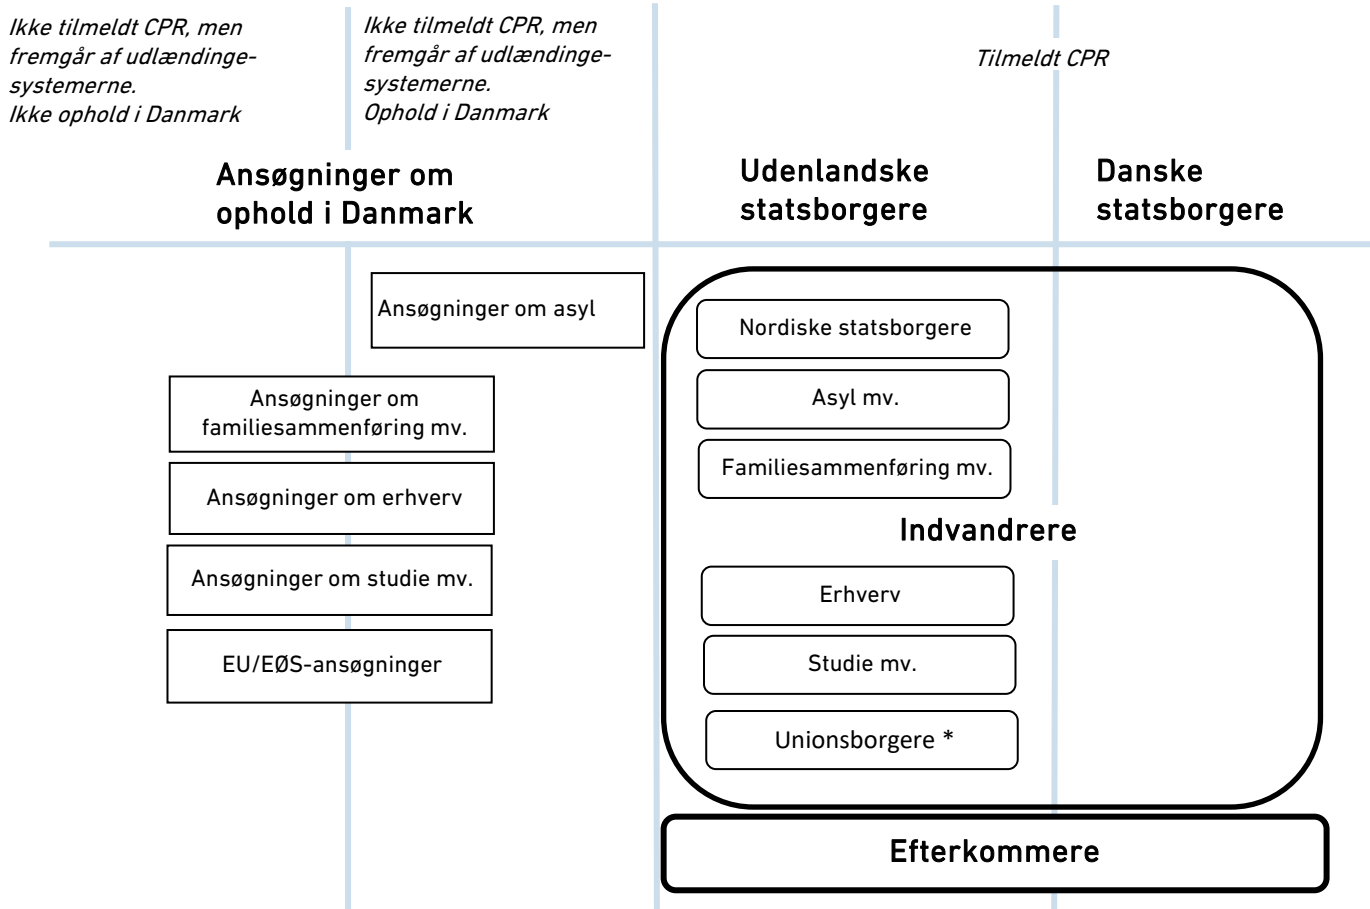 Ikke tilmeldt CPR, men
fremgår af udlændinge-
systemerne.
Ikke ophold i Danmark
Ikke tilmeldt CPR, men
fremgår af udlændinge-
systemerne.
Ophold i Danmark
Tilmeldt CPR
Ansøgninger om
ophold i Danmark
Udenlandske
statsborgere
Danske
statsborgere
Ansøgninger om asyl
Ansøgninger om
familiesammenføring mv.
Ansøgninger om erhverv
Ansøgninger om studie mv.
EU/EØS-ansøgninger
Nordiske statsborgere
Asyl mv.
Familiesammenføring mv.
Indvandrere
Erhverv
Studie mv.
Unionsborgere *
Efterkommere